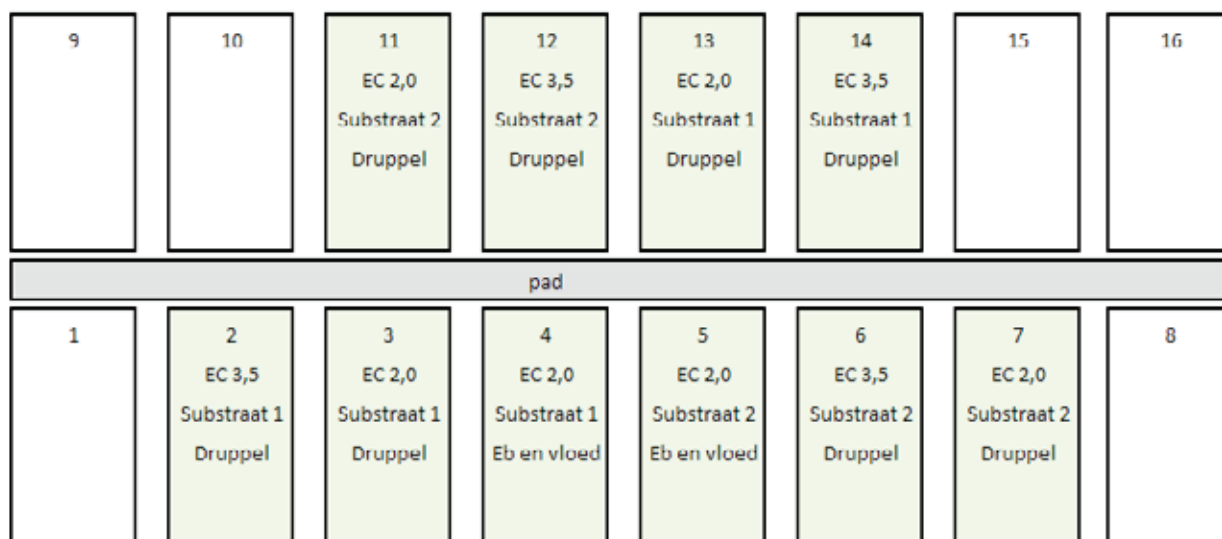 9
10
11
EC 2,0
Substraat 2
Druppel
12
EC 3,5
Substraat 2
Druppel
13
EC 2,0
Substraat 1
Druppel
14
EC 3,5
Substraat 1
Druppel
15
16
pad
1
2
EC 3,5
Substraat 1
Druppel
3
EC 2,0
Substraat 1
Druppel
4
EC 2,0
Substraat 1
Eb en vloed
5
EC 2,0
Substraat 2
Eb en vloed
6
EC 3,5
Substraat 2
Druppel
7
EC 2,0
Substraat 2
Druppel
8